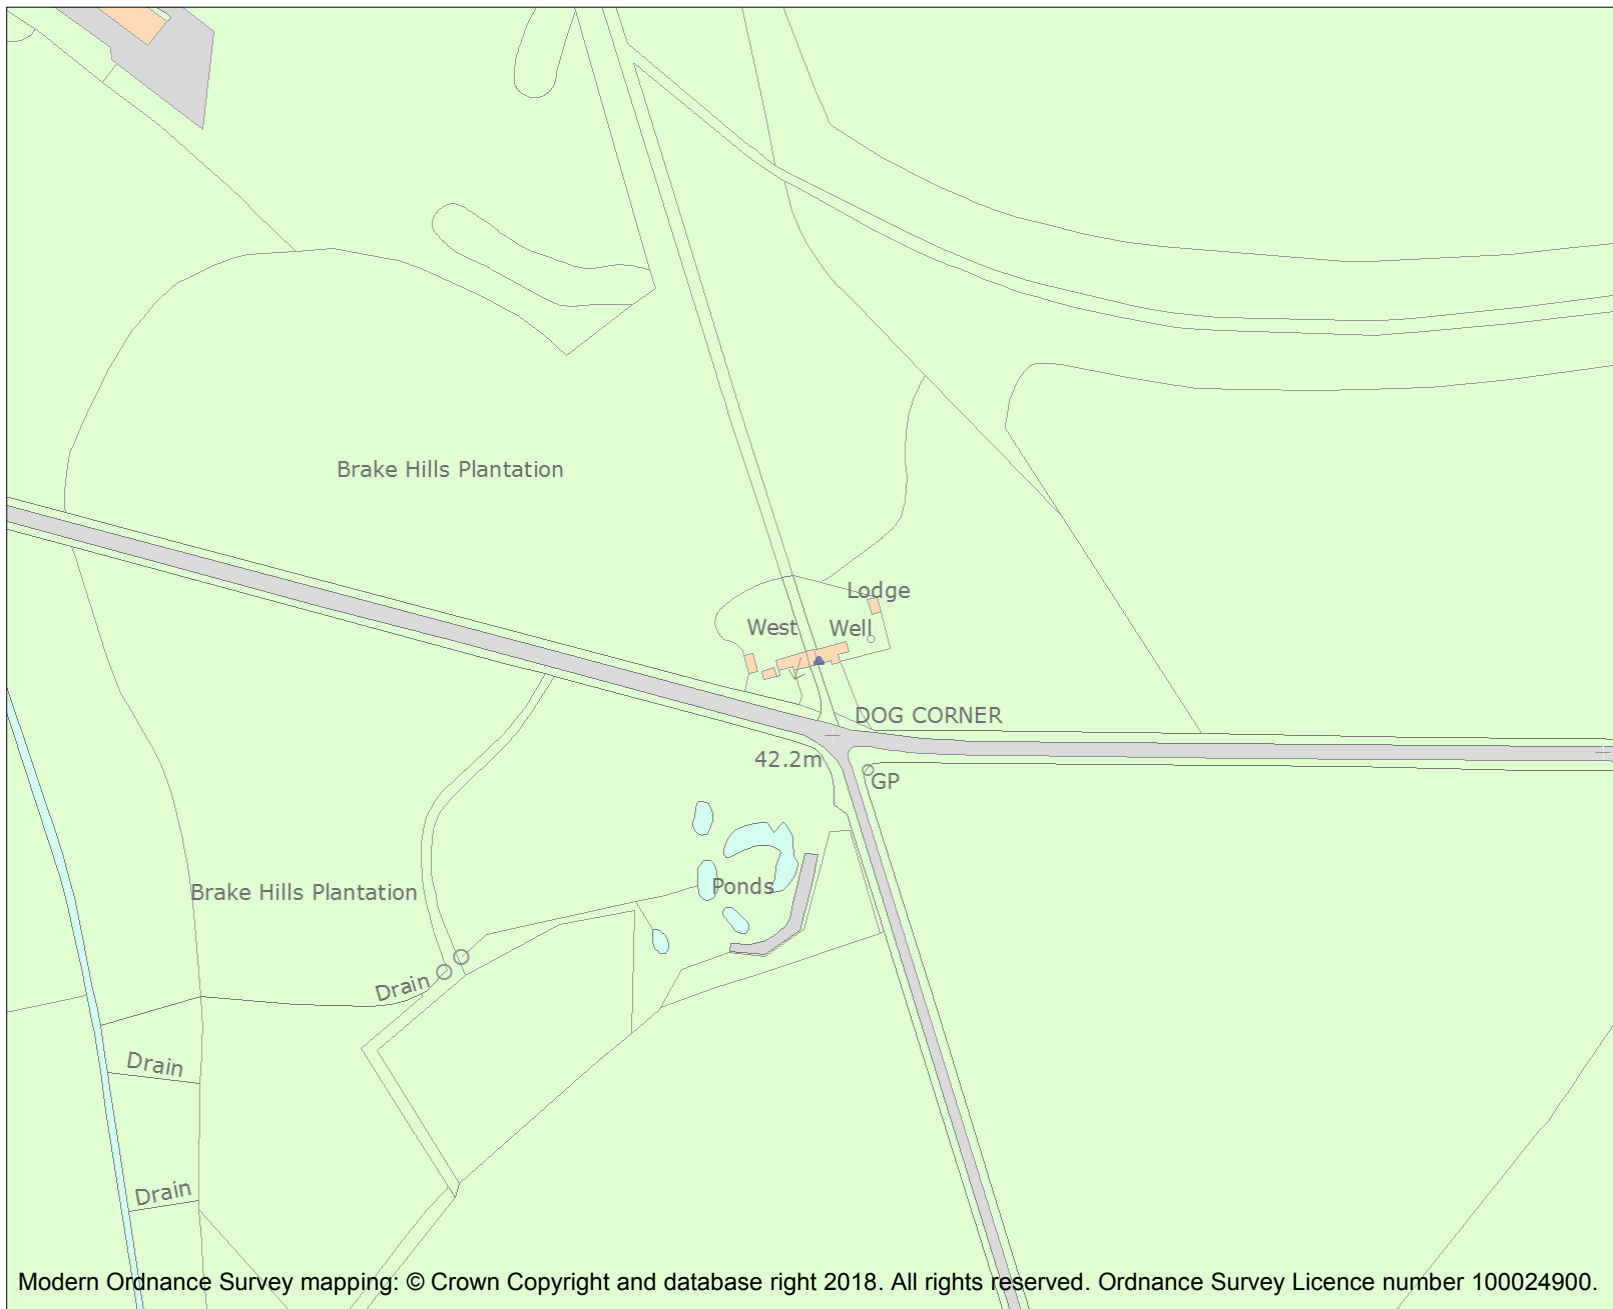 Brake Hills Plantation
Lodge
West
Well
DOG CORNER
42.2m
GP
Ponds
Brake Hills Plantation
Drain
Drain
Drain
Modern Ordnance Survey mapping: © Crown Copyright and database right 2018. All rights reserved. Ordnance Survey Licence number 100024900.